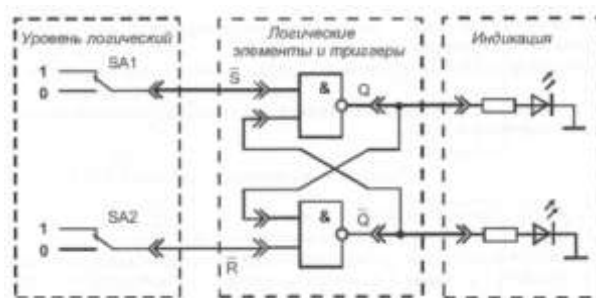 Уровень логический
Логические
элементы и триггеры
Индикация
1
0
SA1
S̅
&
Q
1
0
SA2
R̅
&
Q̅